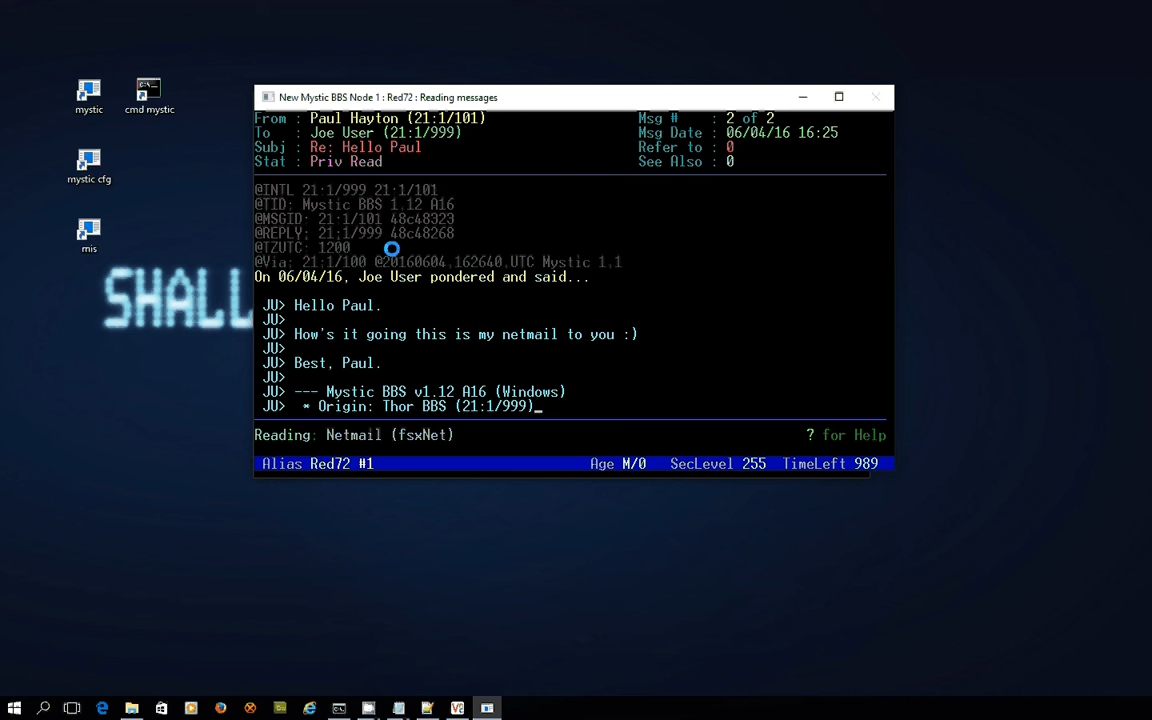 mystic
cmd mystic
mystic cfg
mis
SHALL
New Mystic BBS Node 1 : Red72 : Reading messages
From : Paul Hayton (21:1/101) Msg # : 2 of 2
To : Joe User (21:1/999) Msg Date : 06/04/16 16:25
Subj : Re: Hello Paul Refer to : 0
Stat : Priv Read See Also : 0
@INTL 21:1/999 21:1/101
@TID: Mystic BBS 1.12 A16
@MSGID: 21:1/101 48c48323
@REPLY: 21:1/999 48c48268
@TZUTC: 1200
@Via: 21:1/100 @20160604.162640.UTC Mystic 1.1
On 06/04/16, Joe User pondered and said...
JU> Hello Paul.
JU>
JU> How's it going this is my netmail to you :)
JU>
JU> Best, Paul.
JU>
JU> --- Mystic BBS v1.12 A16 (Windows)
JU> * Origin: Thor BBS (21:1/999)_
Reading: Netmail (fsxNet) ? for Help
Alias Red72 #1 Age M/0 SecLevel 255 TimeLeft 989